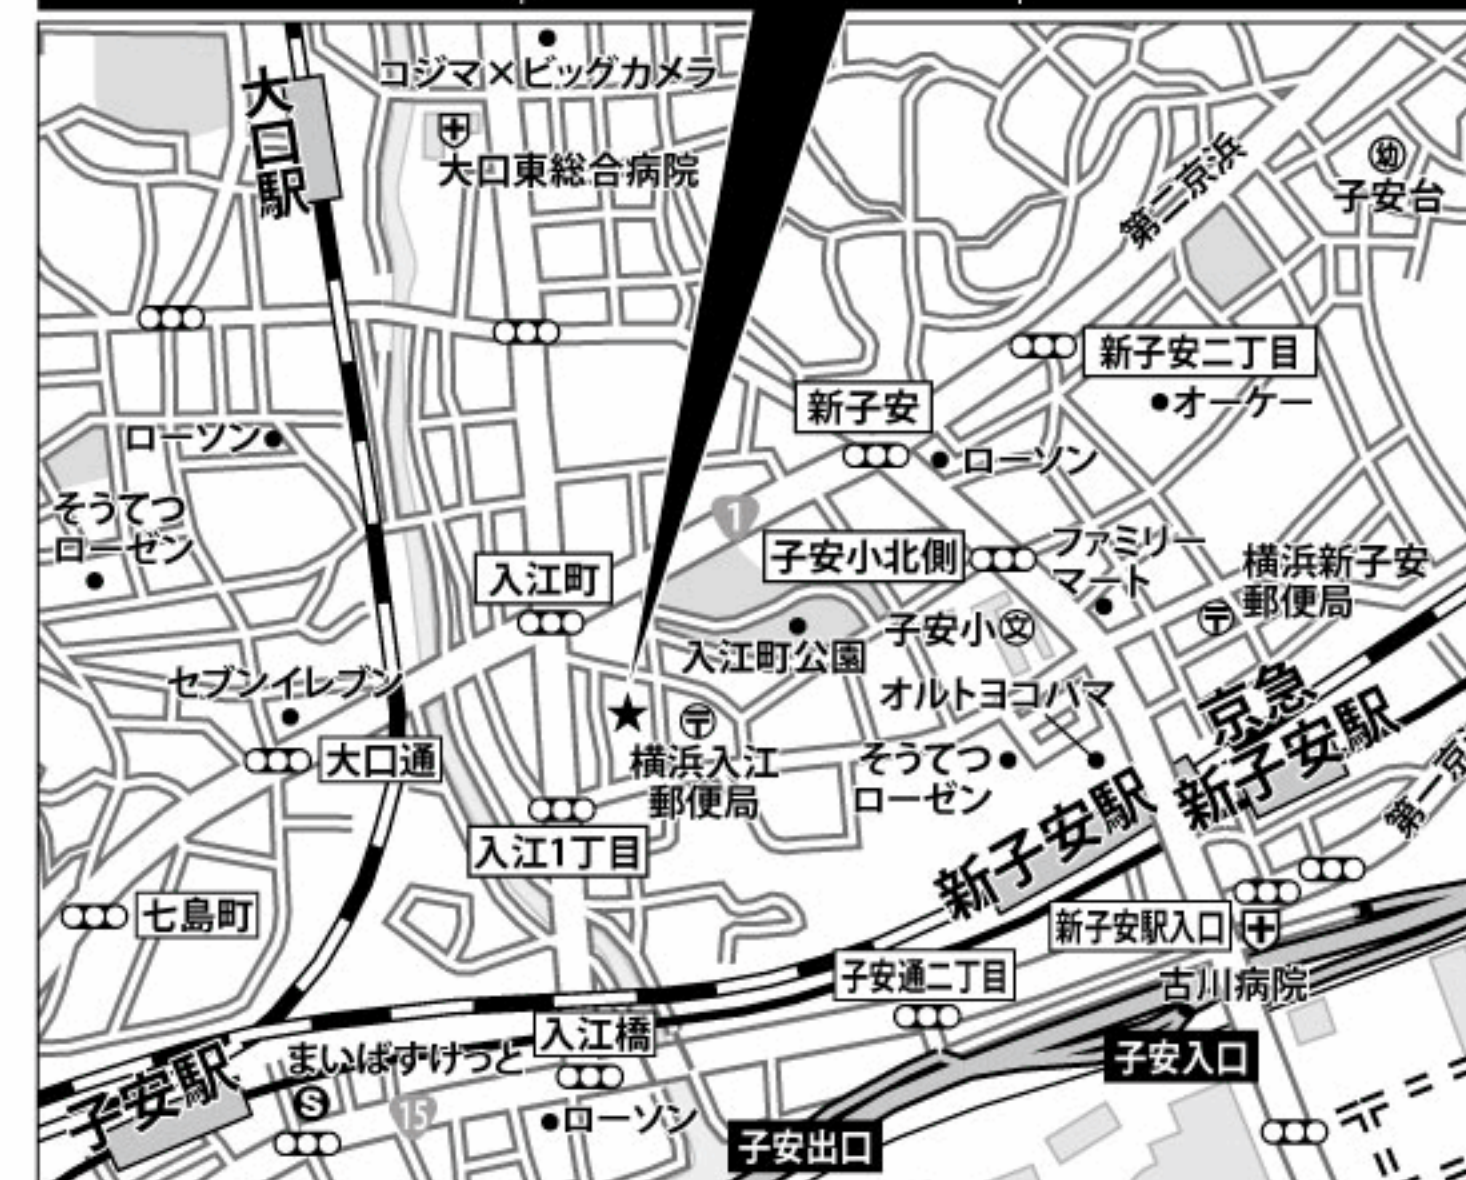 コジマ×ビッグカメラ
大口駅
大口東総合病院
第二京浜
幼
子安台
新子安二丁目
オーケー
新子安
ローソン
ローソン
そうてつ
ローゼン
1
入江町
子安小北側
ファミリー
マート
横浜新子安
郵便局
入江町公園
子安小
文
オルトヨコハマ
セブンイレブン
京急
新子安駅
大口通
横浜入江
郵便局
そうてつ
ローゼン
新子安駅
第一京
入江1丁目
七島町
新子安駅入口
古川病院
子安通二丁目
入江橋
子安入口
まいばすけっと
S
子安駅
15
ローソン
子安出口